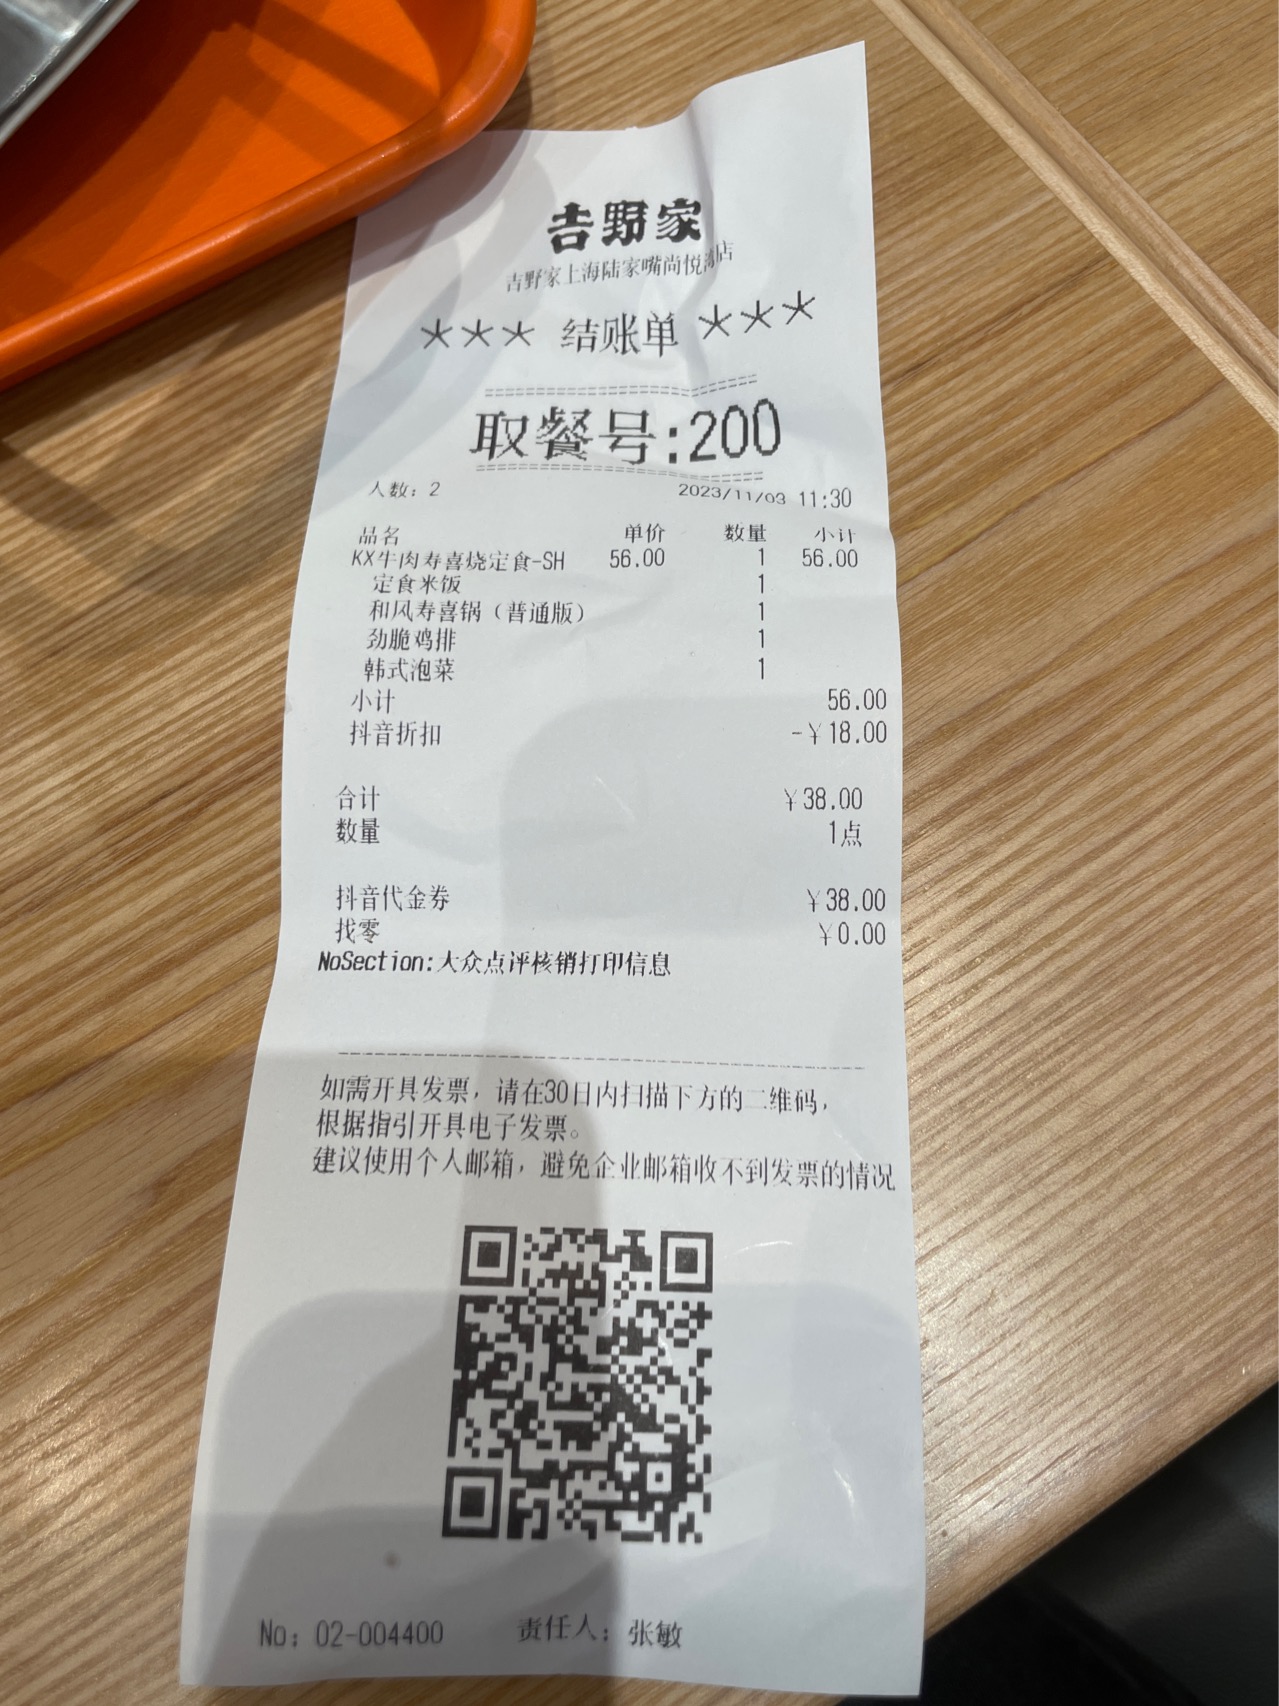 吉野家
吉野家上海陆家嘴尚悦湾店
*** 结账单 ***
取餐号:200
人数: 2 2023/11/03 11:30
品名 单价 数量 小计
KX牛肉寿喜烧定食-SH 56.00 1 56.00
定食米饭 1
和风寿喜锅（普通版） 1
劲脆鸡排 1
韩式泡菜 1
小计 56.00
抖音折扣 -¥18.00
合计 ¥38.00
数量 1点
抖音代金券 ¥38.00
找零 ¥0.00
NoSection:大众点评核销打印信息
如需开具发票，请在30日内扫描下方的二维码，
根据指引开具电子发票。
建议使用个人邮箱，避免企业邮箱收不到发票的情况
No: 02-004400 责任人: 张敏